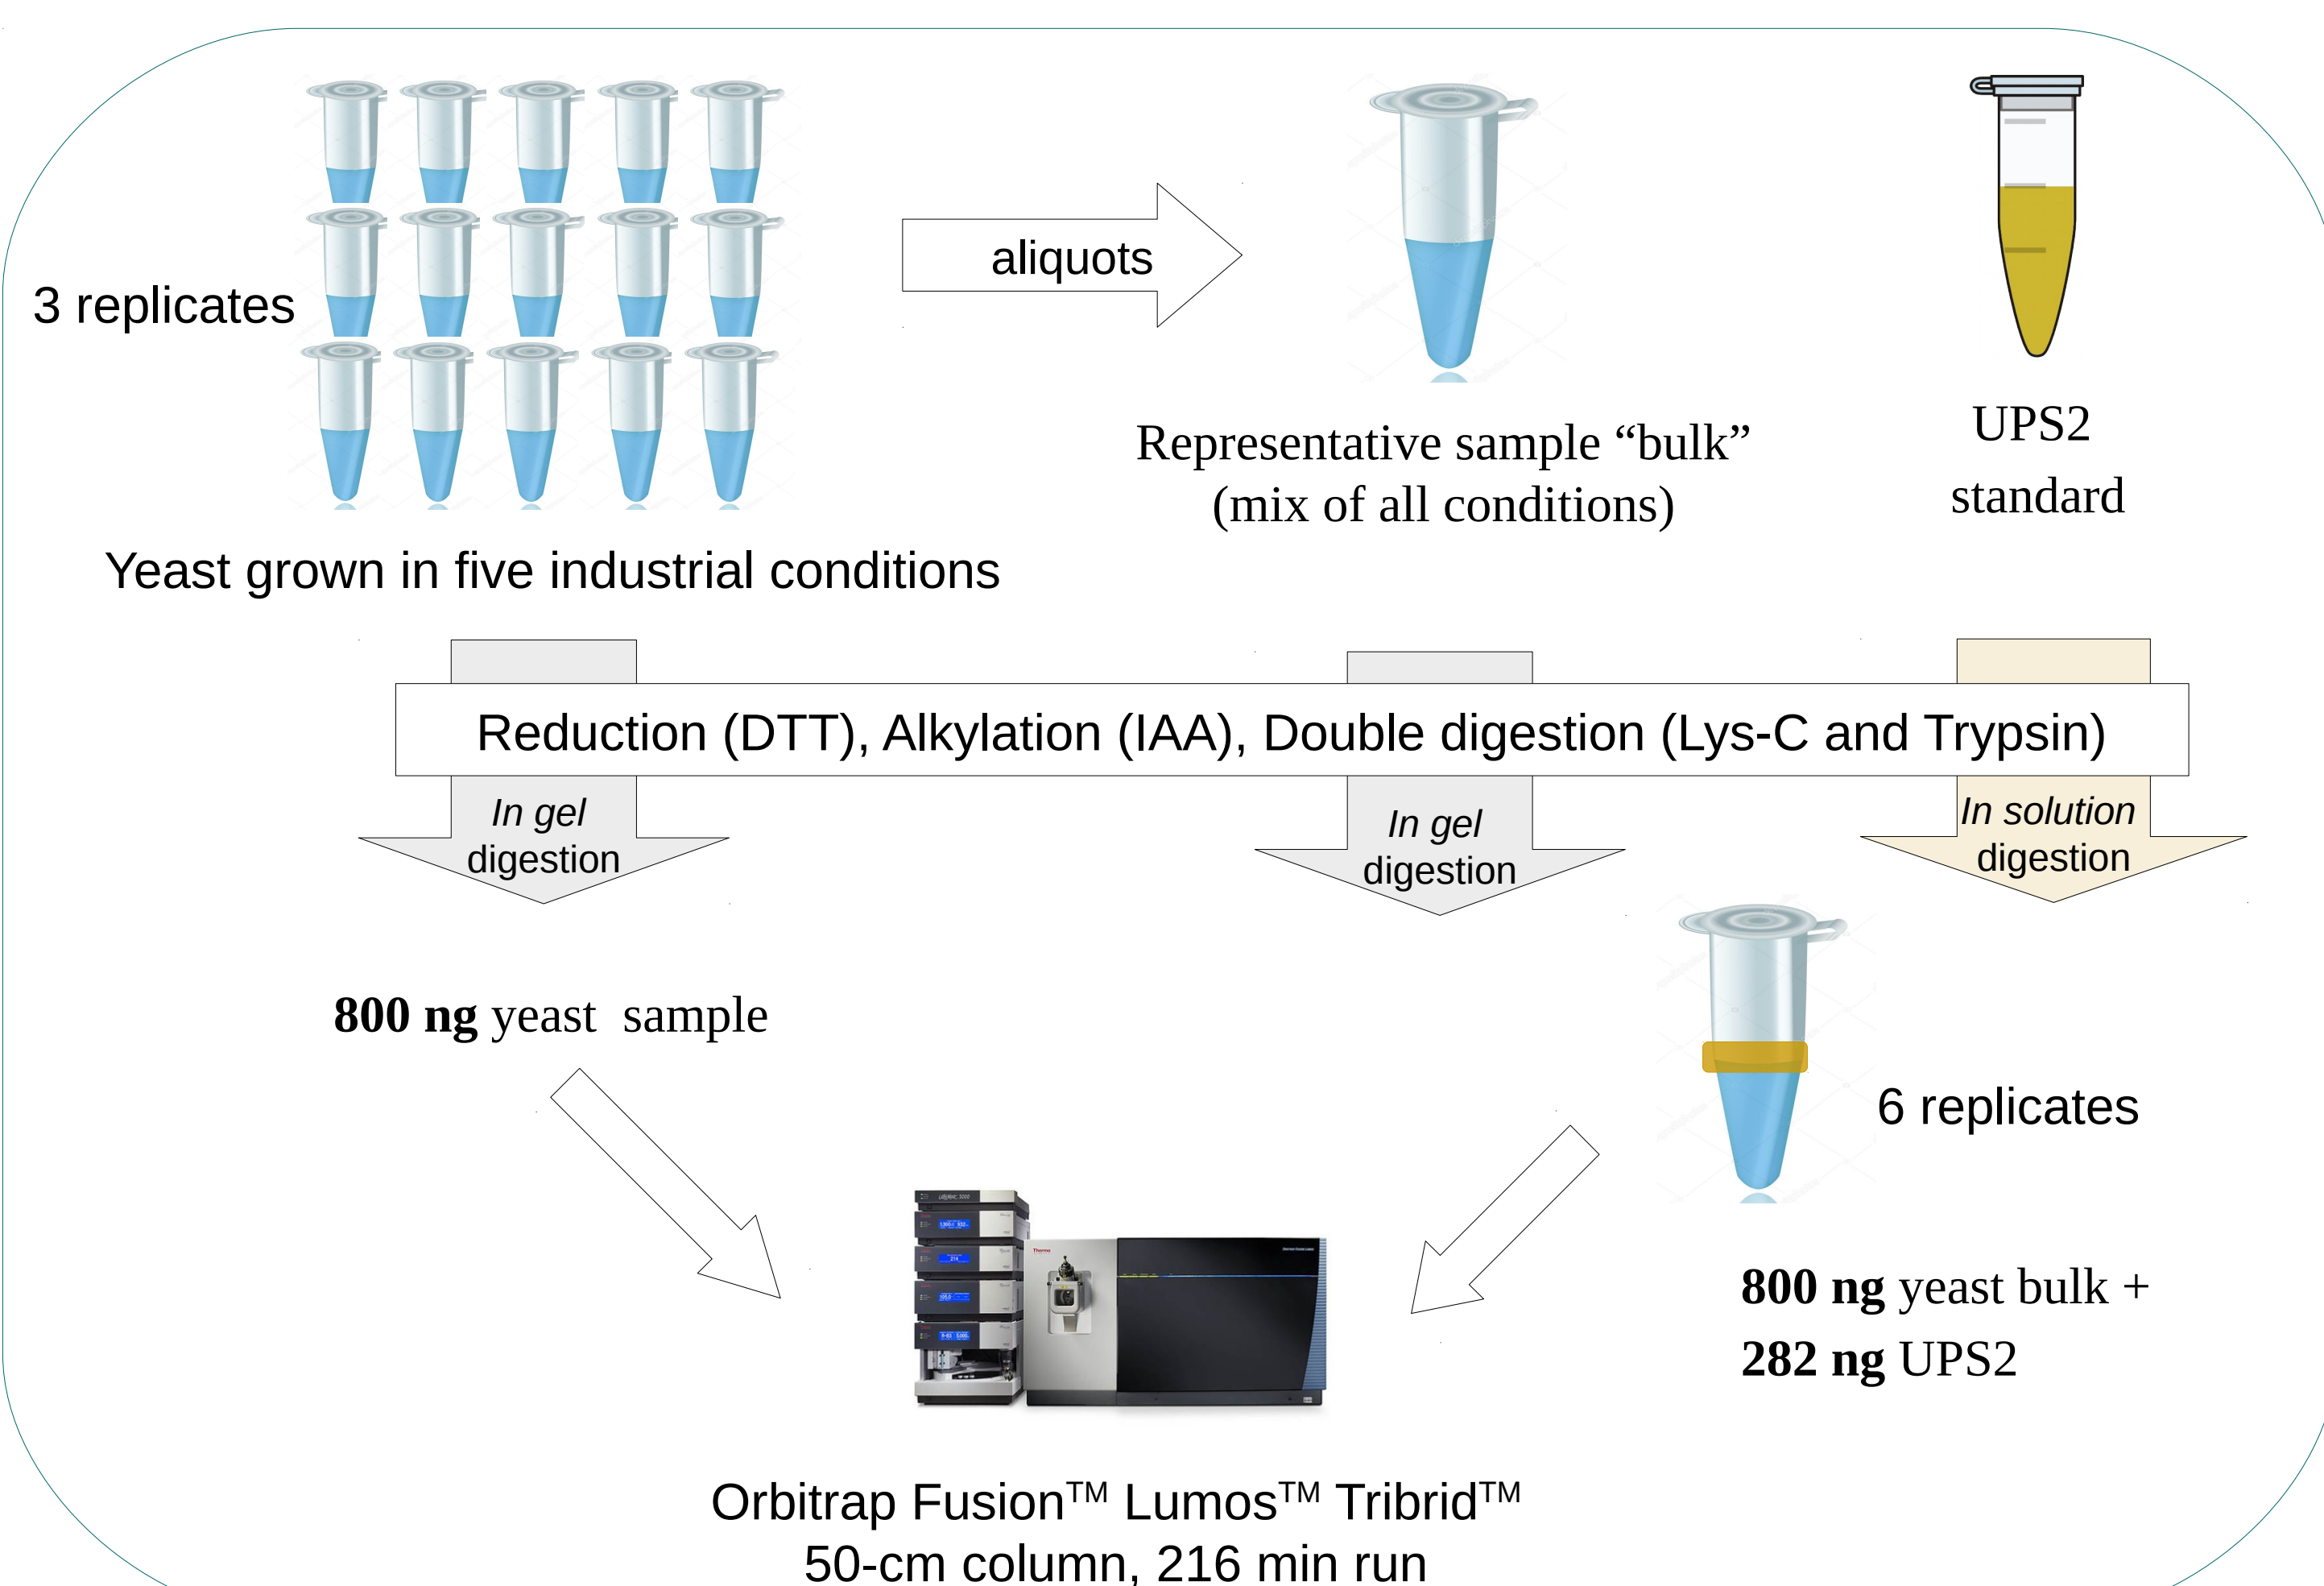 3 replicates
aliquots
Representative sample “bulk”
(mix of all conditions)
UPS2
standard
Yeast grown in five industrial conditions
Reduction (DTT), Alkylation (IAA), Double digestion (Lys-C and Trypsin)
In gel
digestion
In gel
digestion
In solution
digestion
800 ng yeast sample
6 replicates
800 ng yeast bulk +
282 ng UPS2
Orbitrap Fusion™ Lumos™ Tribrid™
50-cm column, 216 min run